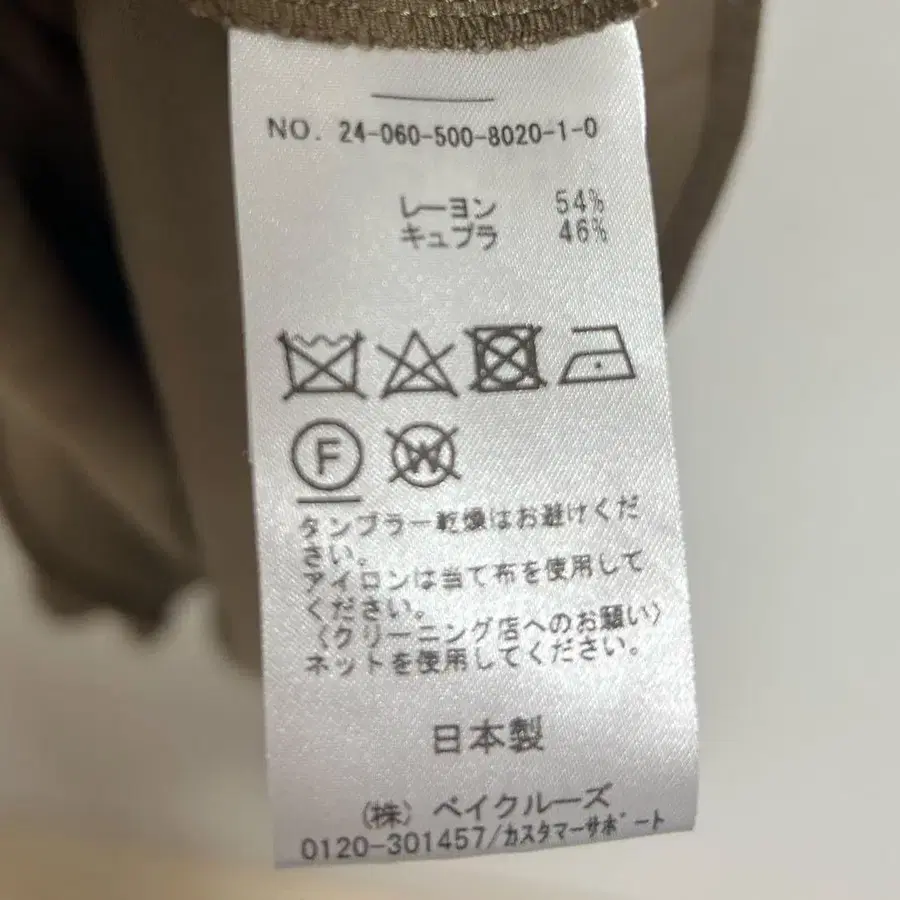 NO. 24-060-500-8020-1-0
レーヨン 54%
キュプラ 46%
F
W
タンブラー乾燥はお避けくだ
さい。
アイロンは当て布を使用して
ください。
〈クリーニング店へのお願い〉
ネットを使用してください。
日本製
(株) ベイクルーズ
0120-301457/カスタマーサポート